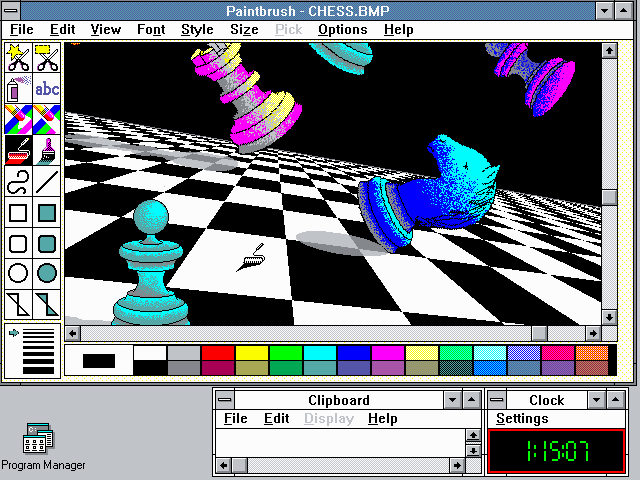 Paintbrush - CHESS.BMP
File Edit View Font Style Size Pick Options Help
abc
Clipboard
File Edit Display Help
Clock
Settings
1:15:07
Program Manager